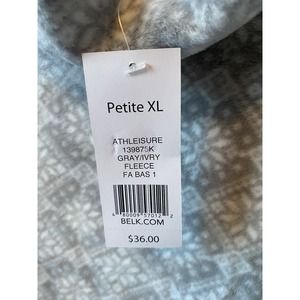 Petite XL
ATHLEISURE
139875K
GRAY/IVRY
FLEECE
FA BAS 1
BELK.COM
$36.00